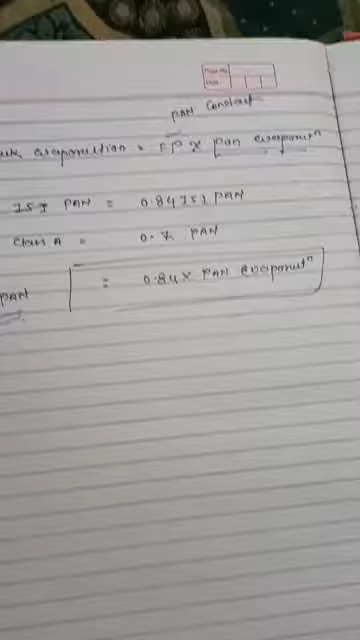 PAN Constant
evaporation = FP X pan evaporatⁿ
ISI PAN = 0.84 ISI PAN
Class A = 0.7 PAN
PAN = 0.84 X PAN evaporatⁿ